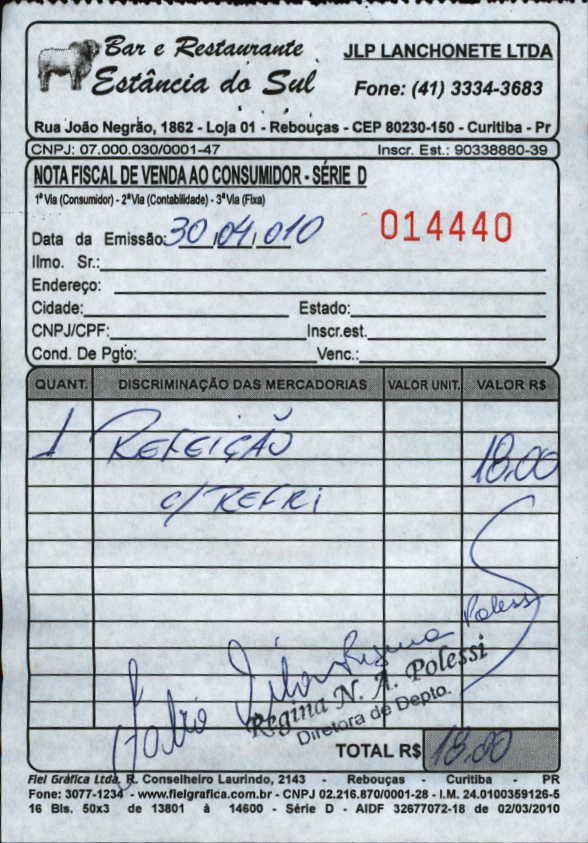 Bar e Restaurante
Estância do Sul
JLP LANCHONETE LTDA
Fone: (41) 3334-3683
Rua João Negrão, 1862 - Loja 01 - Rebouças - CEP 80230-150 - Curitiba - Pr
CNPJ: 07.000.030/0001-47 Inscr. Est.: 90338880-39
NOTA FISCAL DE VENDA AO CONSUMIDOR - SÉRIE D
1ª Via (Consumidor) - 2ª Via (Contabilidade) - 3ª Via (Fixa)
Data da Emissão: 30/04/010 014440
Ilmo. Sr.:
Endereço:
Cidade: Estado:
CNPJ/CPF: Inscr.est.
Cond. De Pgto: Venc.:
QUANT. DISCRIMINAÇÃO DAS MERCADORIAS VALOR UNIT. VALOR R$
1 REFEIÇÃO 18.00
c/ REFRI
Regina Polessi
Regina N. A. Polessi
Diretora de Depto.
TOTAL R$ 18.00
Fiel Gráfica Ltda. R. Conselheiro Laurindo, 2143 - Rebouças - Curitiba - PR
Fone: 3077-1234 - www.fielgrafica.com.br - CNPJ 02.216.870/0001-28 - I.M. 24.0100359126-5
16 Bls. 50x3 de 13801 à 14600 - Série D - AIDF 32677072-18 de 02/03/2010